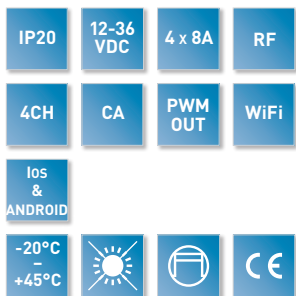 IP20
12-36
VDC
4 x 8A
RF
4CH
CA
PWM
OUT
WiFi
Ios
&
ANDROID
-20°C
–
+45°C
CE